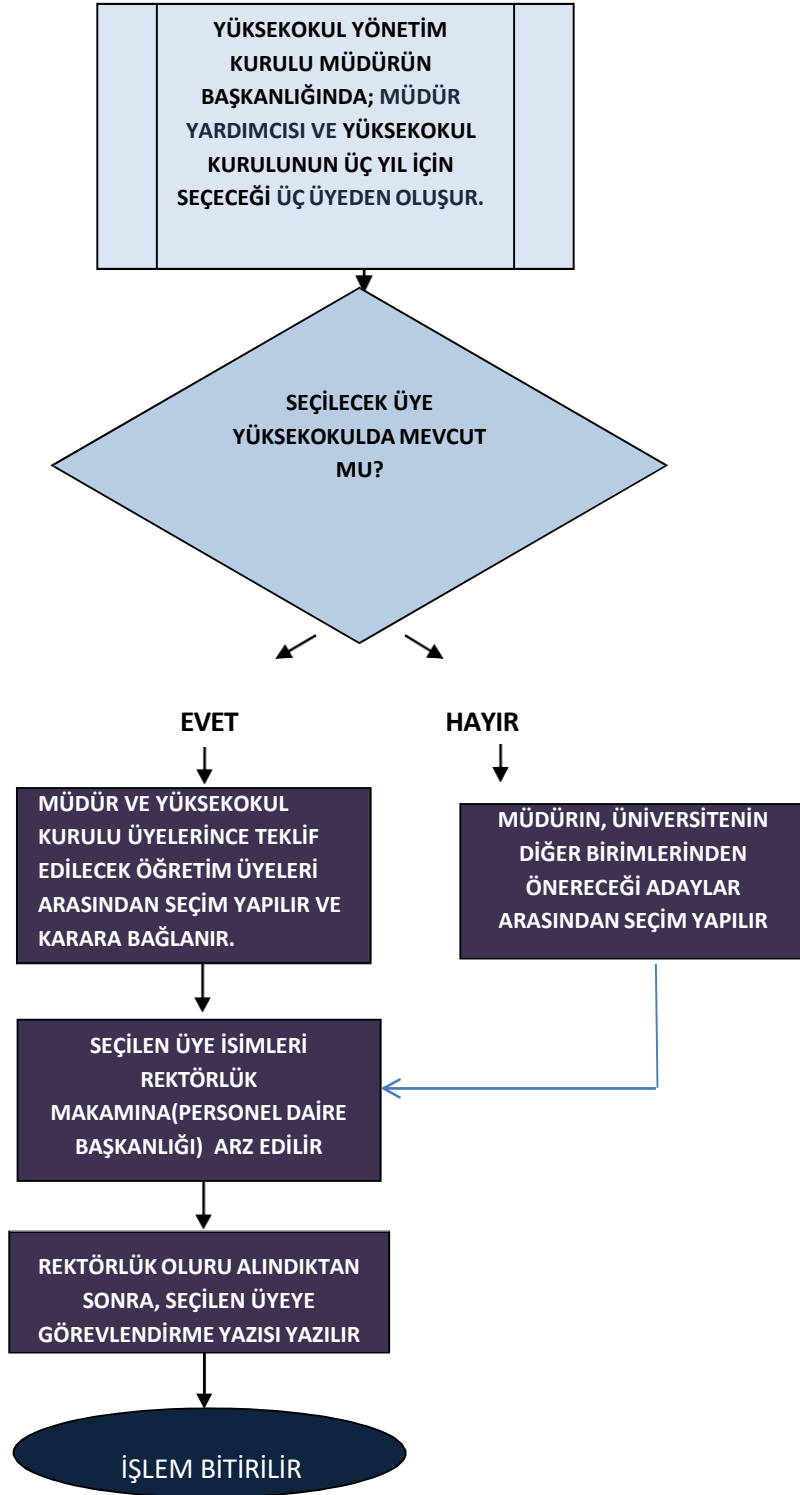 YÜKSEKOKUL YÖNETİM
KURULU MÜDÜRÜN
BAŞKANLIĞINDA; MÜDÜR
YARDIMCISI VE YÜKSEKOKUL
KURULUNUN ÜÇ YIL İÇİN
SEÇECEĞİ ÜÇ ÜYEDEN OLUŞUR.
SEÇİLECEK ÜYE
YÜKSEKOKULDA MEVCUT
MU?
EVET
HAYIR
MÜDÜR VE YÜKSEKOKUL
KURULU ÜYELERİNCE TEKLİF
EDİLECEK ÖĞRETİM ÜYELERİ
ARASINDAN SEÇİM YAPILIR VE
KARARA BAĞLANIR.
MÜDÜRIN, ÜNİVERSİTENİN
DİĞER BİRİMLERİNDEN
ÖNERECEĞİ ADAYLAR
ARASINDAN SEÇİM YAPILIR
SEÇİLEN ÜYE İSİMLERİ
REKTÖRLÜK
MAKAMINA(PERSONEL DAİRE
BAŞKANLIĞI) ARZ EDİLİR
REKTÖRLÜK OLURU ALINDIKTAN
SONRA, SEÇİLEN ÜYEYE
GÖREVLENDİRME YAZISI YAZILIR
İŞLEM BİTİRİLİR